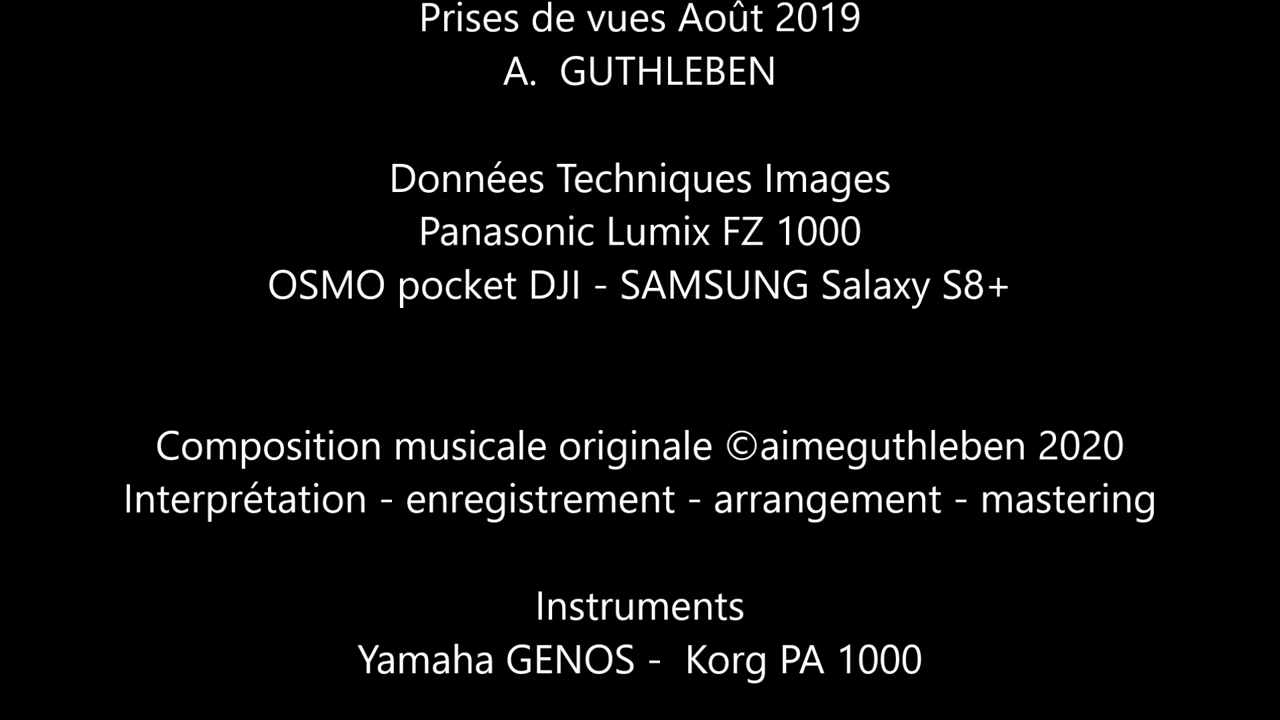 Prises de vues Août 2019
A. GUTHLEBEN
Données Techniques Images
Panasonic Lumix FZ 1000
OSMO pocket DJI - SAMSUNG Salaxy S8+
Composition musicale originale ©aimeguthleben 2020
Interprétation - enregistrement - arrangement - mastering
Instruments
Yamaha GENOS - Korg PA 1000